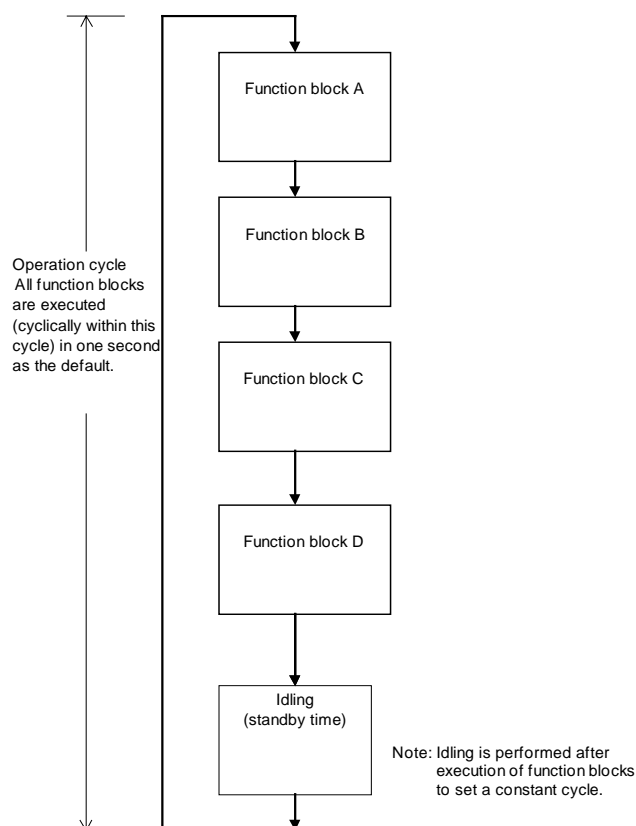 Function block A
Function block B
Operation cycle
All function blocks
are executed
(cyclically within this
cycle) in one second
as the default.
Function block C
Function block D
Idling
(standby time)
Note: Idling is performed after
execution of function blocks
to set a constant cycle.